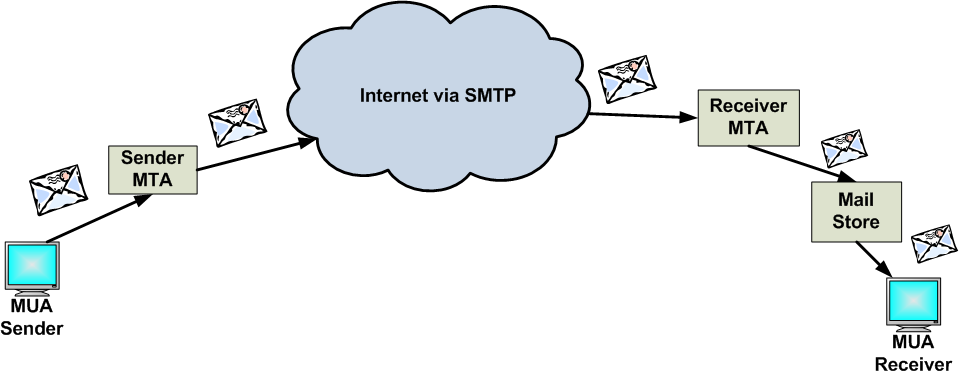 Internet via SMTP
Receiver
MTA
Sender
MTA
Mail
Store
MUA
Sender
MUA
Receiver